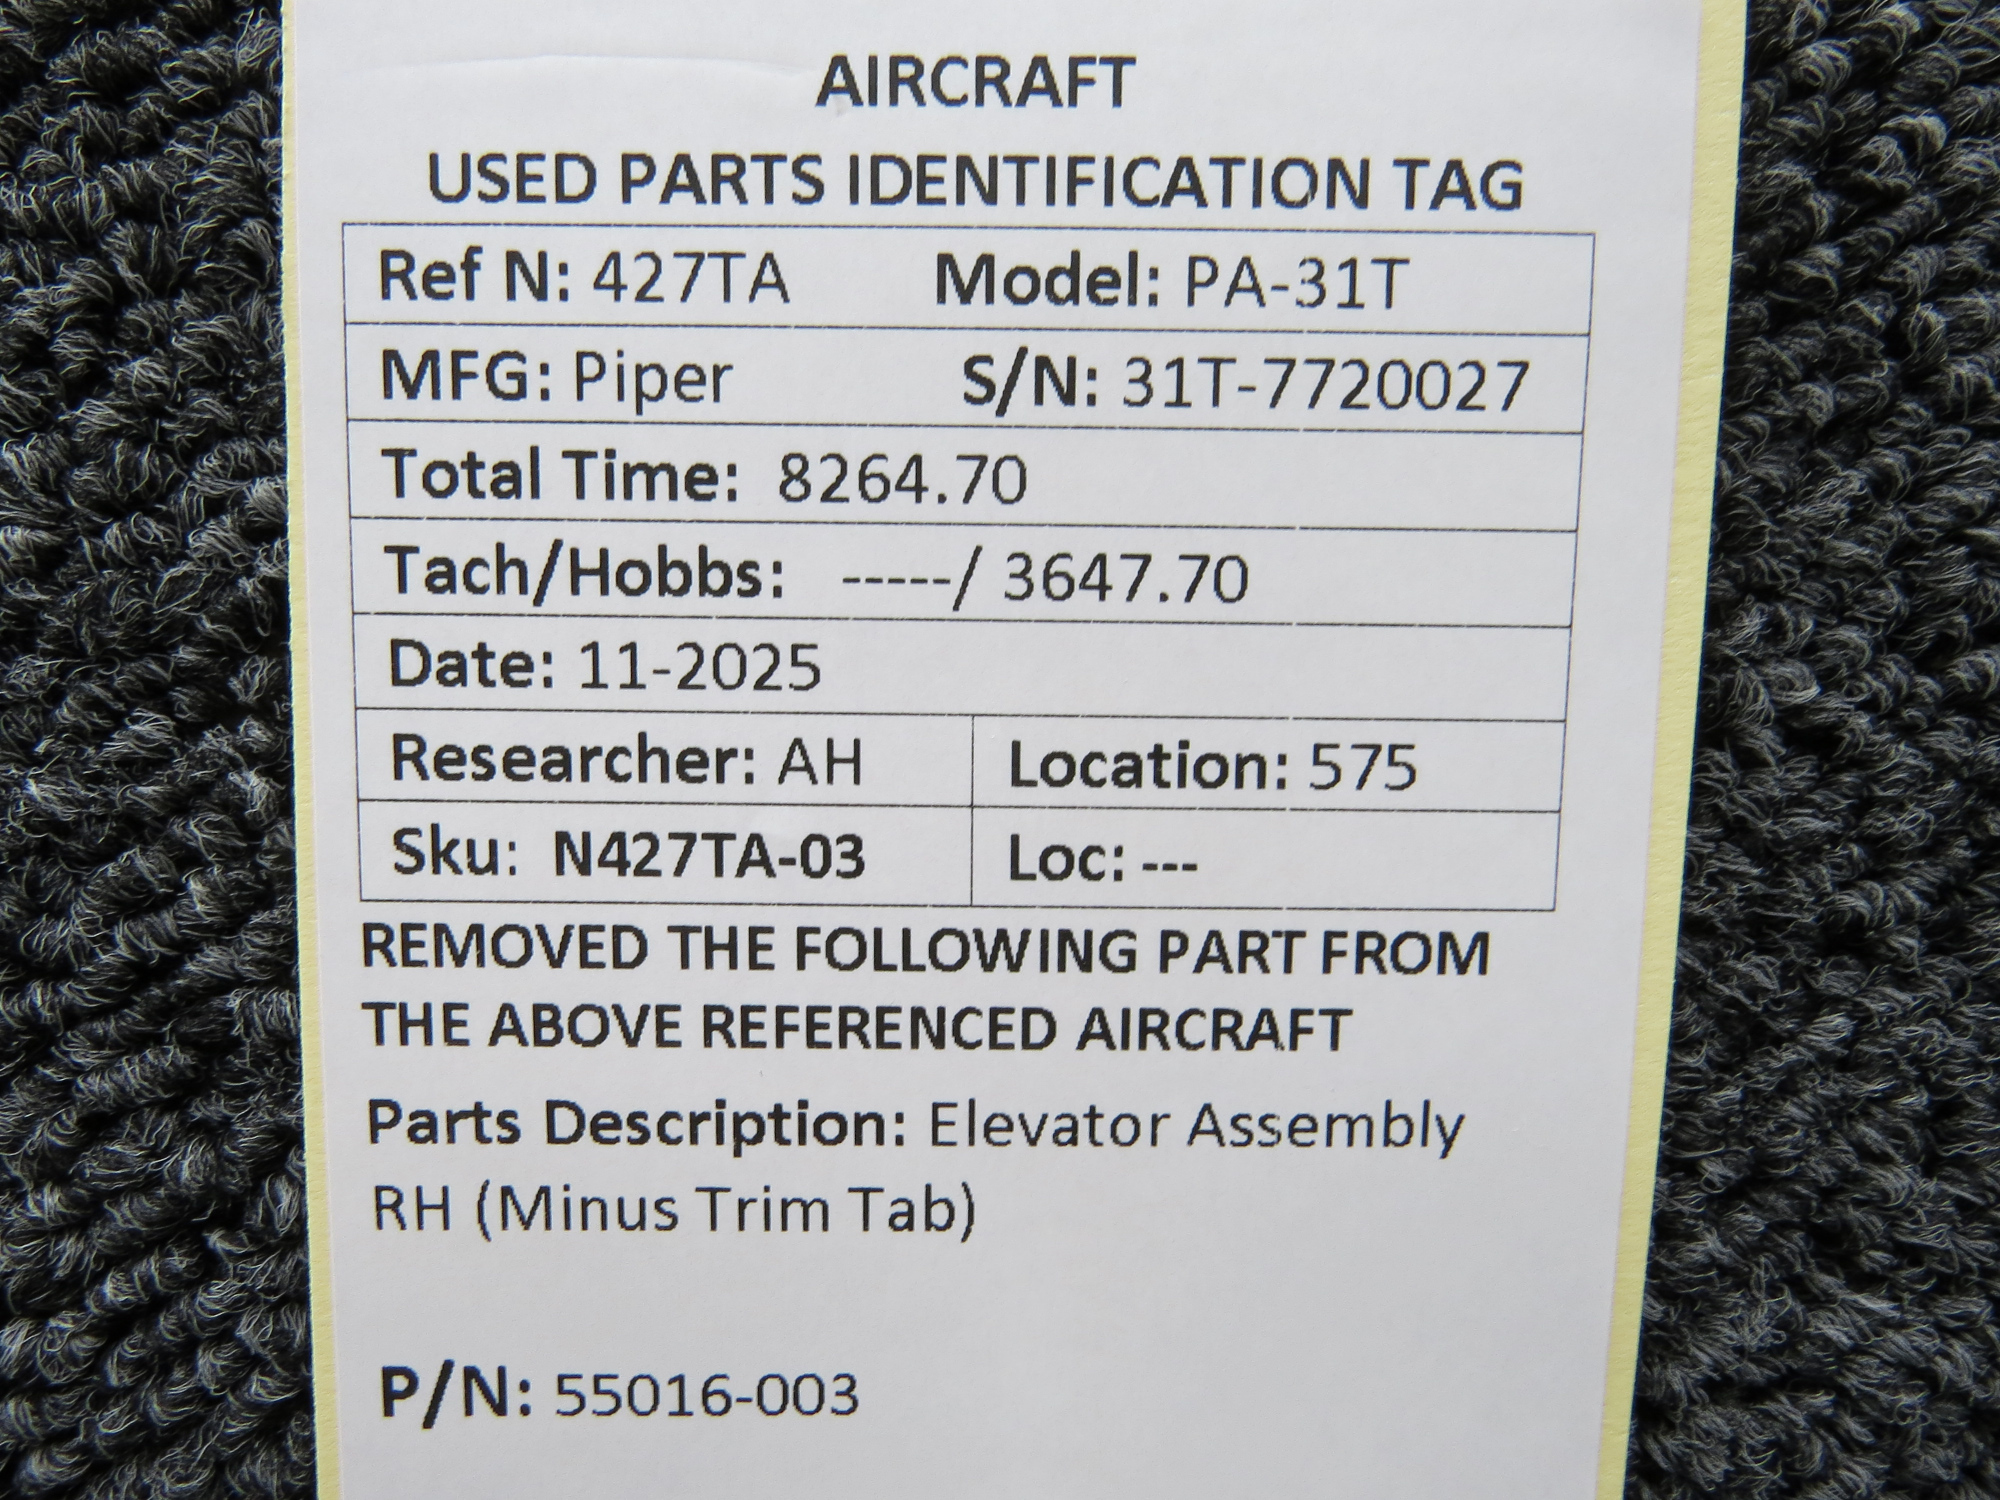 AIRCRAFT
USED PARTS IDENTIFICATION TAG
Ref N: 427TA Model: PA-31T
MFG: Piper S/N: 31T-7720027
Total Time: 8264.70
Tach/Hobbs: -----/ 3647.70
Date: 11-2025
Researcher: AH Location: 575
Sku: N427TA-03 Loc: ---
REMOVED THE FOLLOWING PART FROM
THE ABOVE REFERENCED AIRCRAFT
Parts Description: Elevator Assembly
RH (Minus Trim Tab)
P/N: 55016-003